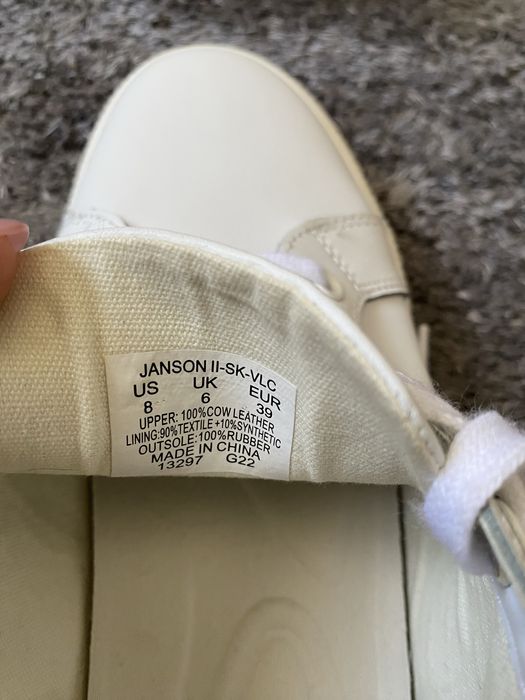 JANSON II-SK-VLC
US UK EUR
8 6 39
UPPER: 100%COW LEATHER
LINING:90%TEXTILE+10%SYNTHETIC
OUTSOLE:100%RUBBER
MADE IN CHINA
13297 G22